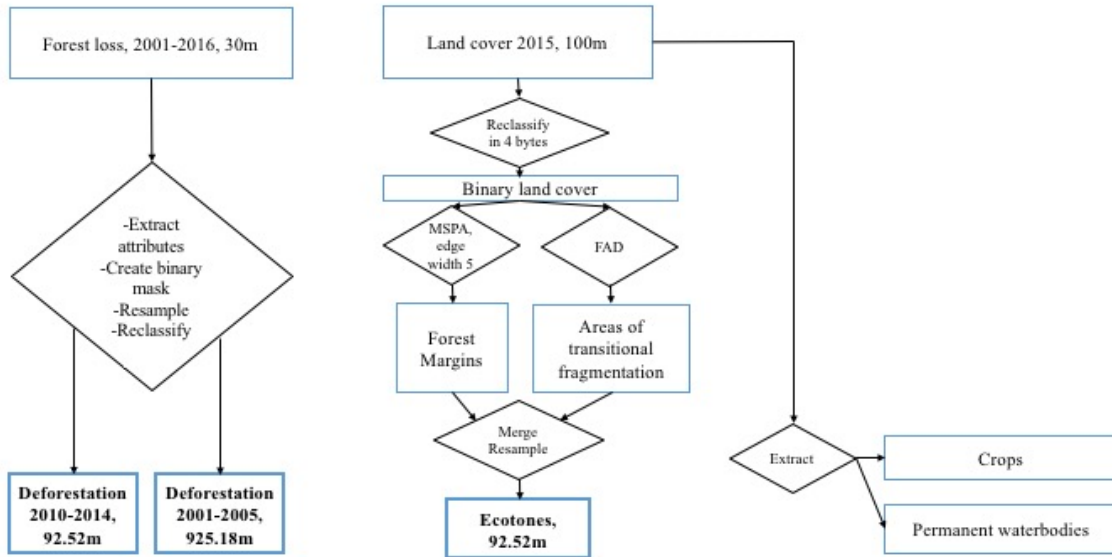 Forest loss, 2001-2016, 30m
Land cover 2015, 100m
Reclassify
in 4 bytes
Binary land cover
-Extract
attributes
-Create binary
mask
-Resample
-Reclassify
MSPA,
edge
width 5
FAD
Forest
Margins
Areas of
transitional
fragmentation
Merge
Resample
Extract
Crops
Permanent waterbodies
Deforestation
2010-2014,
92.52m
Deforestation
2001-2005,
925.18m
Ecotones,
92.52m